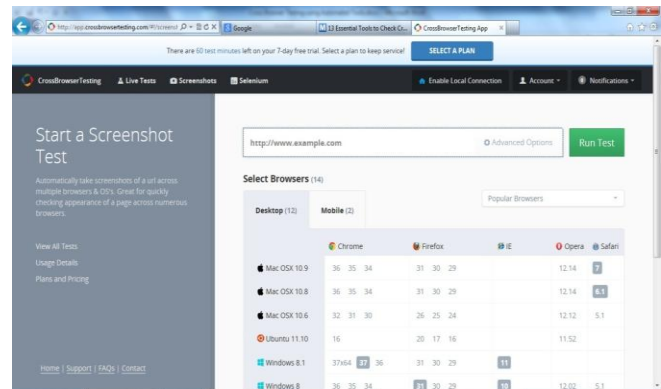 http://app.crossbrowsertesting.com/#/screensl
Google
13 Essential Tools to Check Cr...
CrossBrowserTesting App
There are 60 test minutes left on your 7-day free trial. Select a plan to keep service!
SELECT A PLAN
CrossBrowserTesting
Live Tests
Screenshots
Selenium
Enable Local Connection
Account
Notifications
Start a Screenshot
Test
Automatically take screenshots of a url across
multiple browsers & OS's. Great for quickly
checking appearance of a page across numerous
browsers.
View All Tests
Usage Details
Plans and Pricing
Home | Support | FAQs | Contact
http://www.example.com
Advanced Options
Run Test
Select Browsers (14)
Desktop (12)
Mobile (2)
Popular Browsers
Chrome Firefox IE Opera Safari
Mac OSX 10.9 36 35 34 31 30 29 12.14 7
Mac OSX 10.8 36 35 34 31 30 29 12.14 6.1
Mac OSX 10.6 32 31 30 26 25 24 12.12 5.1
Ubuntu 11.10 16 20 17 16 11.52
Windows 8.1 37x64 37 36 31 30 29 11
Windows 8 36 35 34 31 30 29 10 12.02 5.1